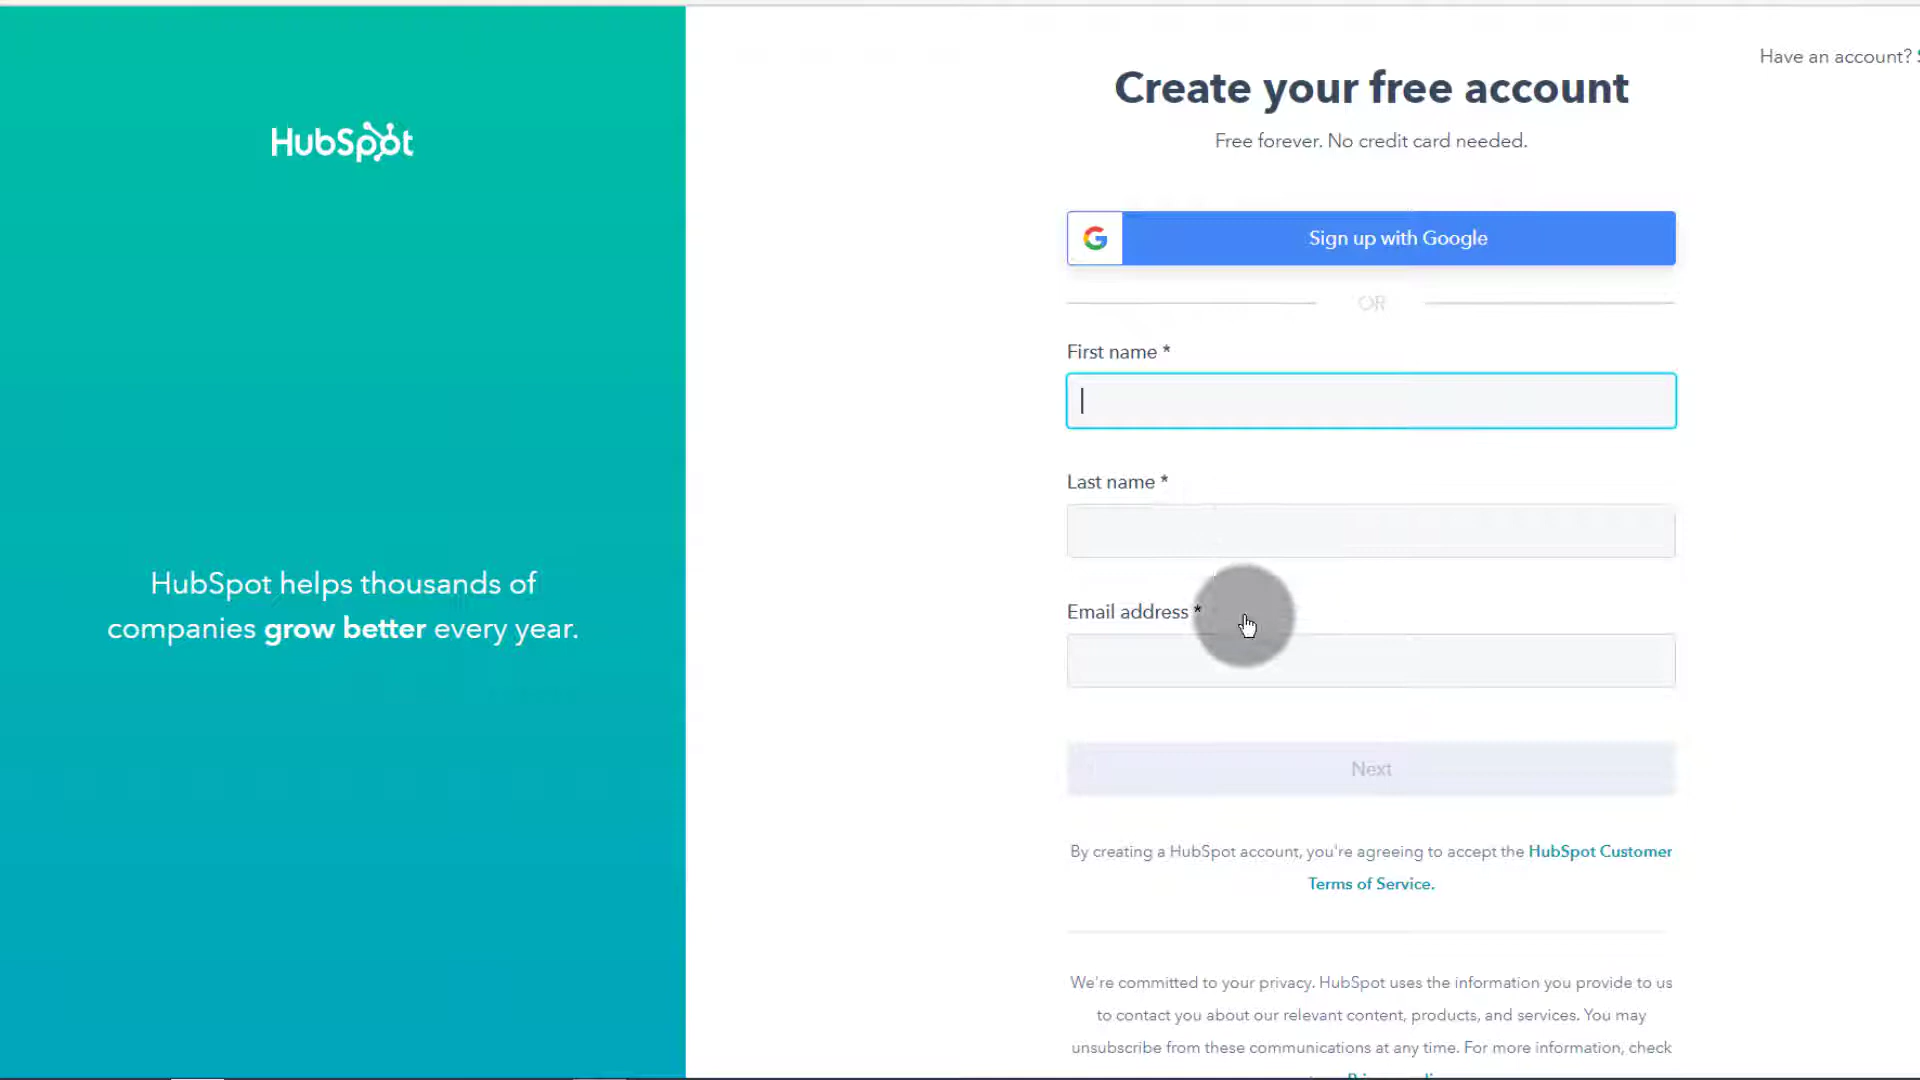 HubSpot
HubSpot helps thousands of
companies grow better every year.
Have an account?
Create your free account
Free forever. No credit card needed.
Sign up with Google
OR
First name *
Last name *
Email address *
Next
By creating a HubSpot account, you're agreeing to accept the HubSpot Customer
Terms of Service.
We're committed to your privacy. HubSpot uses the information you provide to us
to contact you about our relevant content, products, and services. You may
unsubscribe from these communications at any time. For more information, check